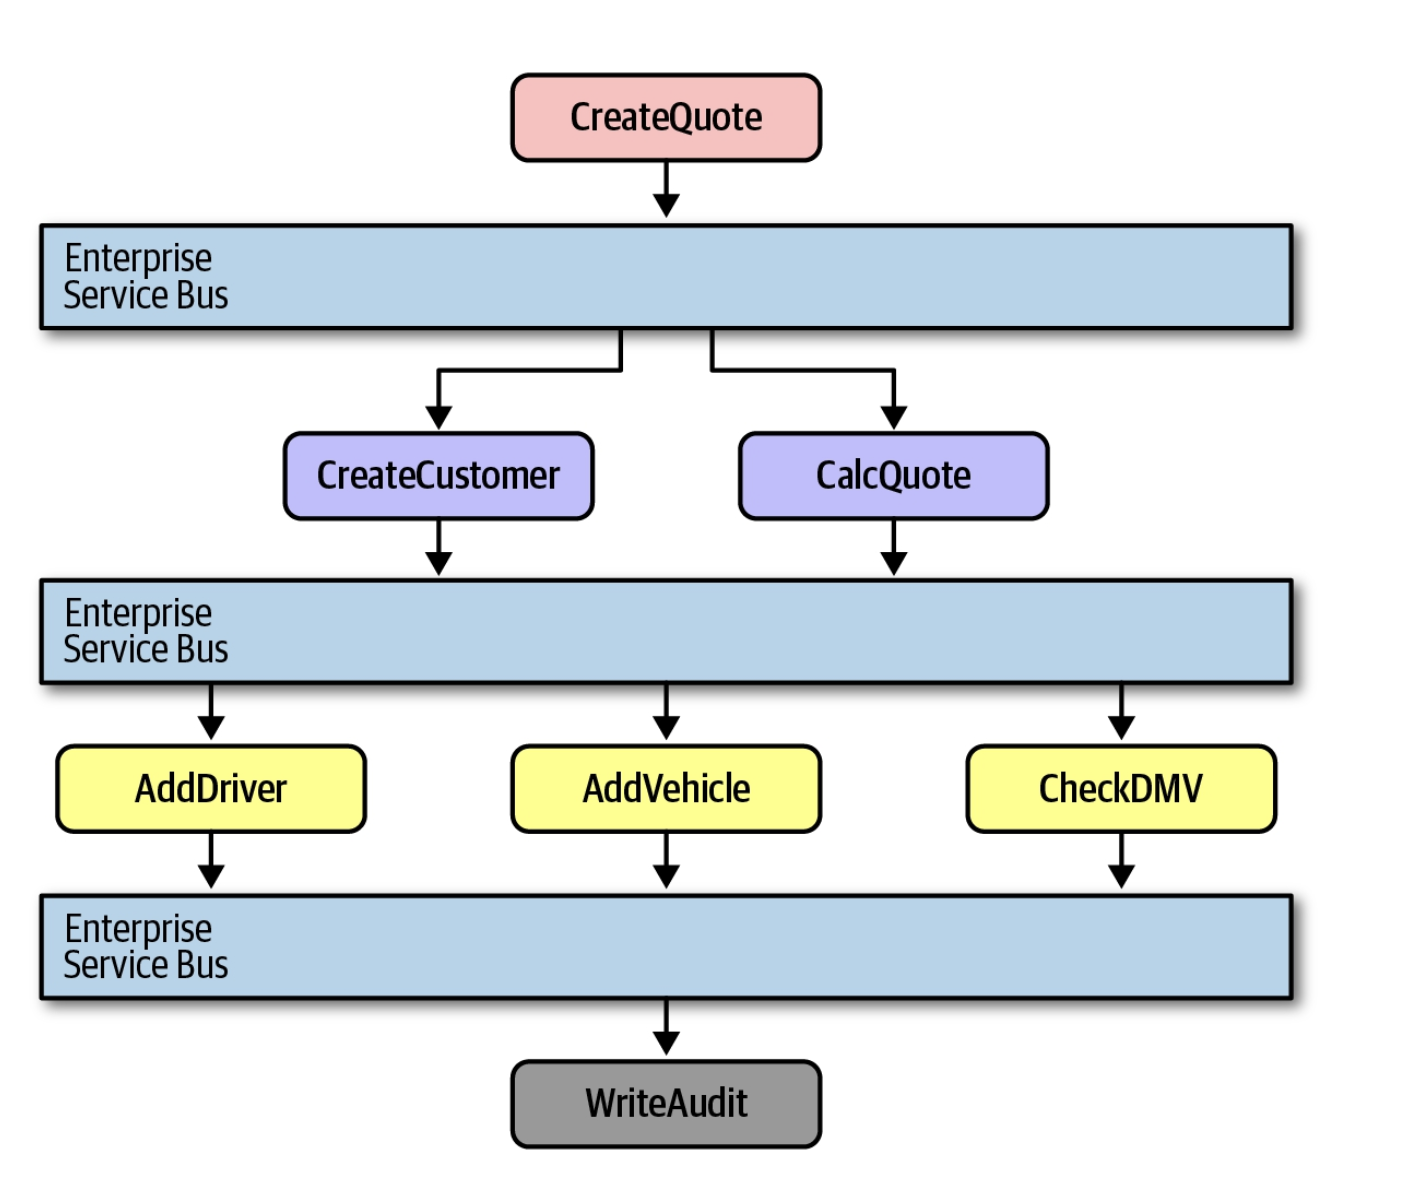 CreateQuote
Enterprise
Service Bus
CreateCustomer
CalcQuote
Enterprise
Service Bus
AddDriver
AddVehicle
CheckDMV
Enterprise
Service Bus
WriteAudit